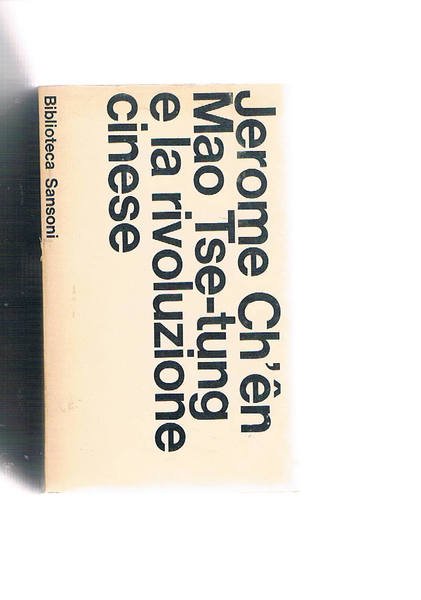 Jerome Ch'ên
Mao Tse-tung
e la rivoluzione
cinese
Biblioteca Sansoni